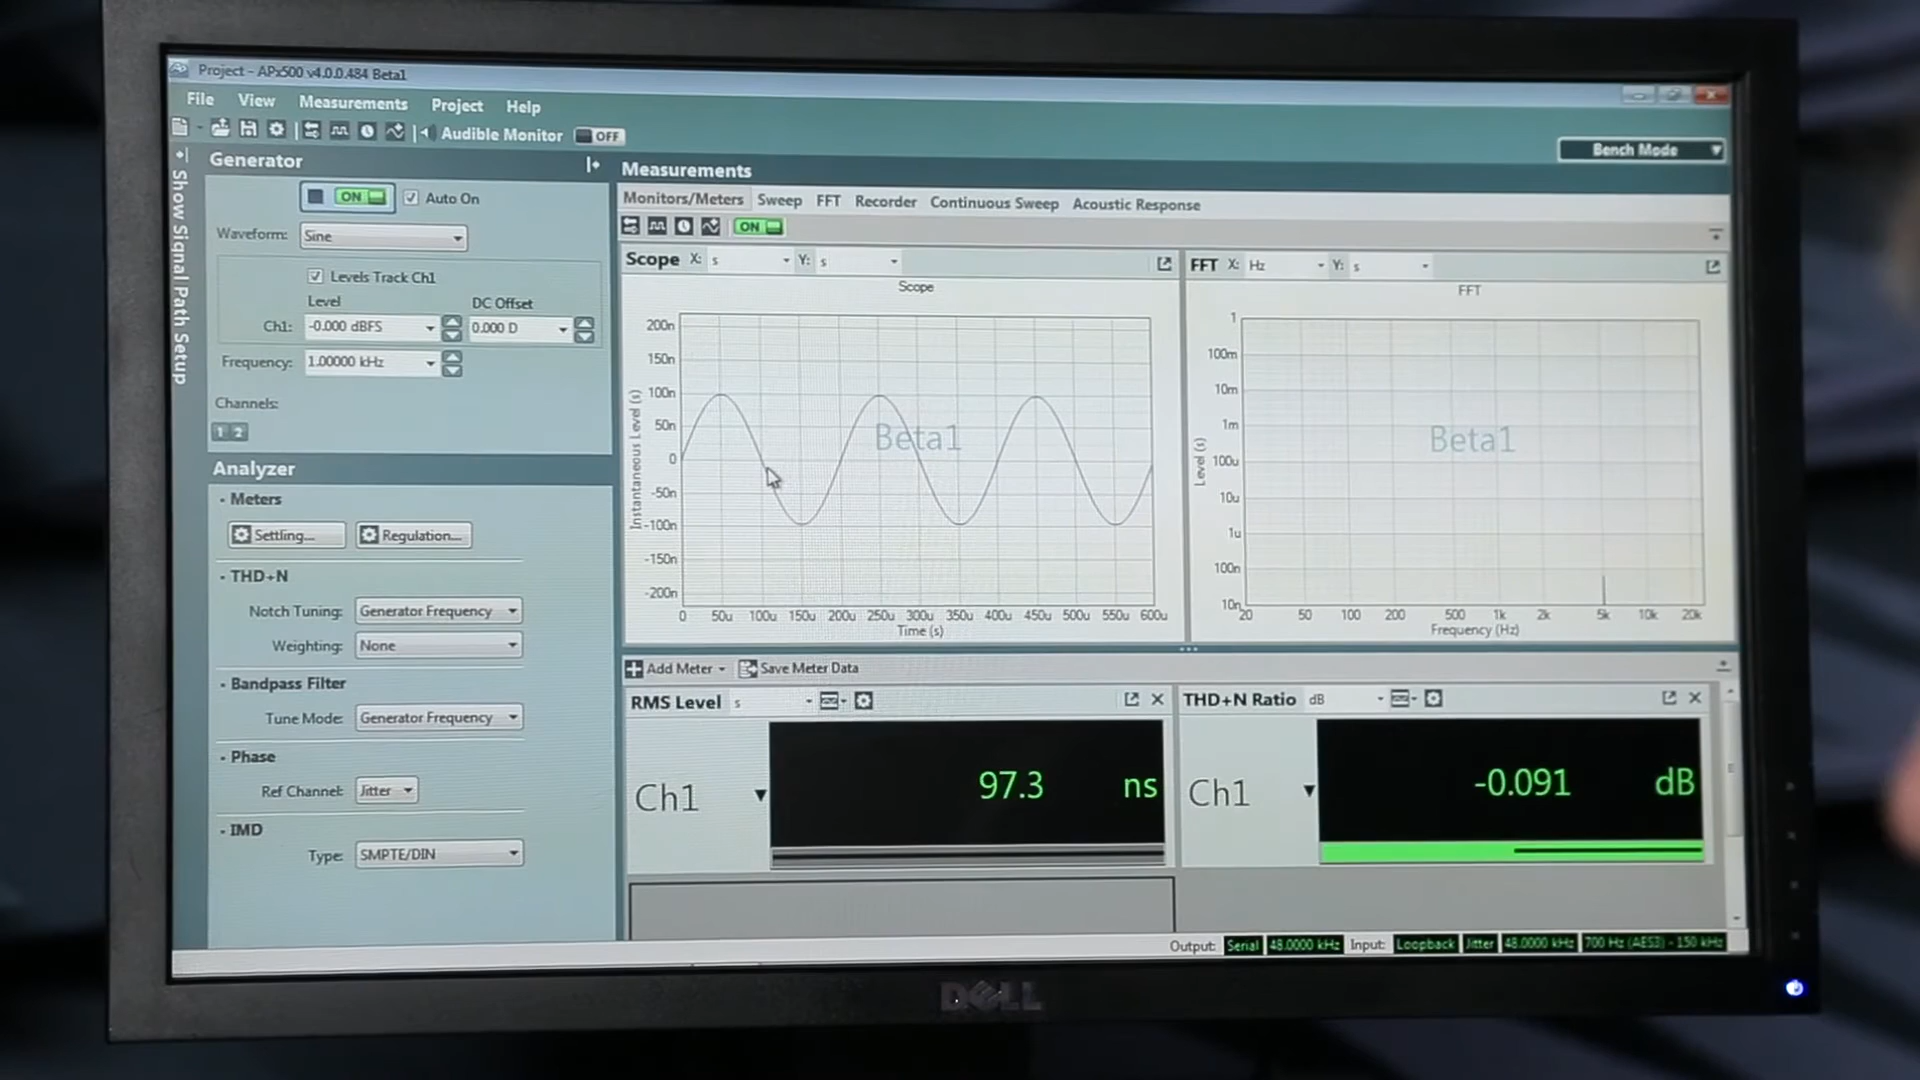 Project - APx500 v4.0.0.484 Beta1
File View Measurements Project Help
Audible Monitor OFF
Bench Mode
Show Signal Path Setup
Generator
ON Auto On
Waveform: Sine
Levels Track Ch1
Level DC Offset
Ch1: -0.000 dBFS 0.000 D
Frequency: 1.00000 kHz
Channels:
1 2
Analyzer
Meters
Settling... Regulation...
THD+N
Notch Tuning: Generator Frequency
Weighting: None
Bandpass Filter
Tune Mode: Generator Frequency
Phase
Ref Channel: Jitter
IMD
Type: SMPTE/DIN
Measurements
Monitors/Meters Sweep FFT Recorder Continuous Sweep Acoustic Response
ON
Scope X: s Y: s
Scope
Instantaneous Level (s)
200n
150n
100n
50n
0
-50n
-100n
-150n
-200n
Beta1
0 50u 100u 150u 200u 250u 300u 350u 400u 450u 500u 550u 600u
Time (s)
FFT X: Hz Y: s
FFT
Level (s)
1
100m
10m
1m
100u
10u
1u
100n
10n
Beta1
20 50 100 200 500 1k 2k 5k 10k 20k
Frequency (Hz)
Add Meter Save Meter Data
RMS Level s
Ch1 97.3 ns
THD+N Ratio dB
Ch1 -0.091 dB
Output: Serial 48.0000 kHz Input: Loopback Jitter 48.0000 kHz 700 Hz (AES3) - 150 kHz
DELL